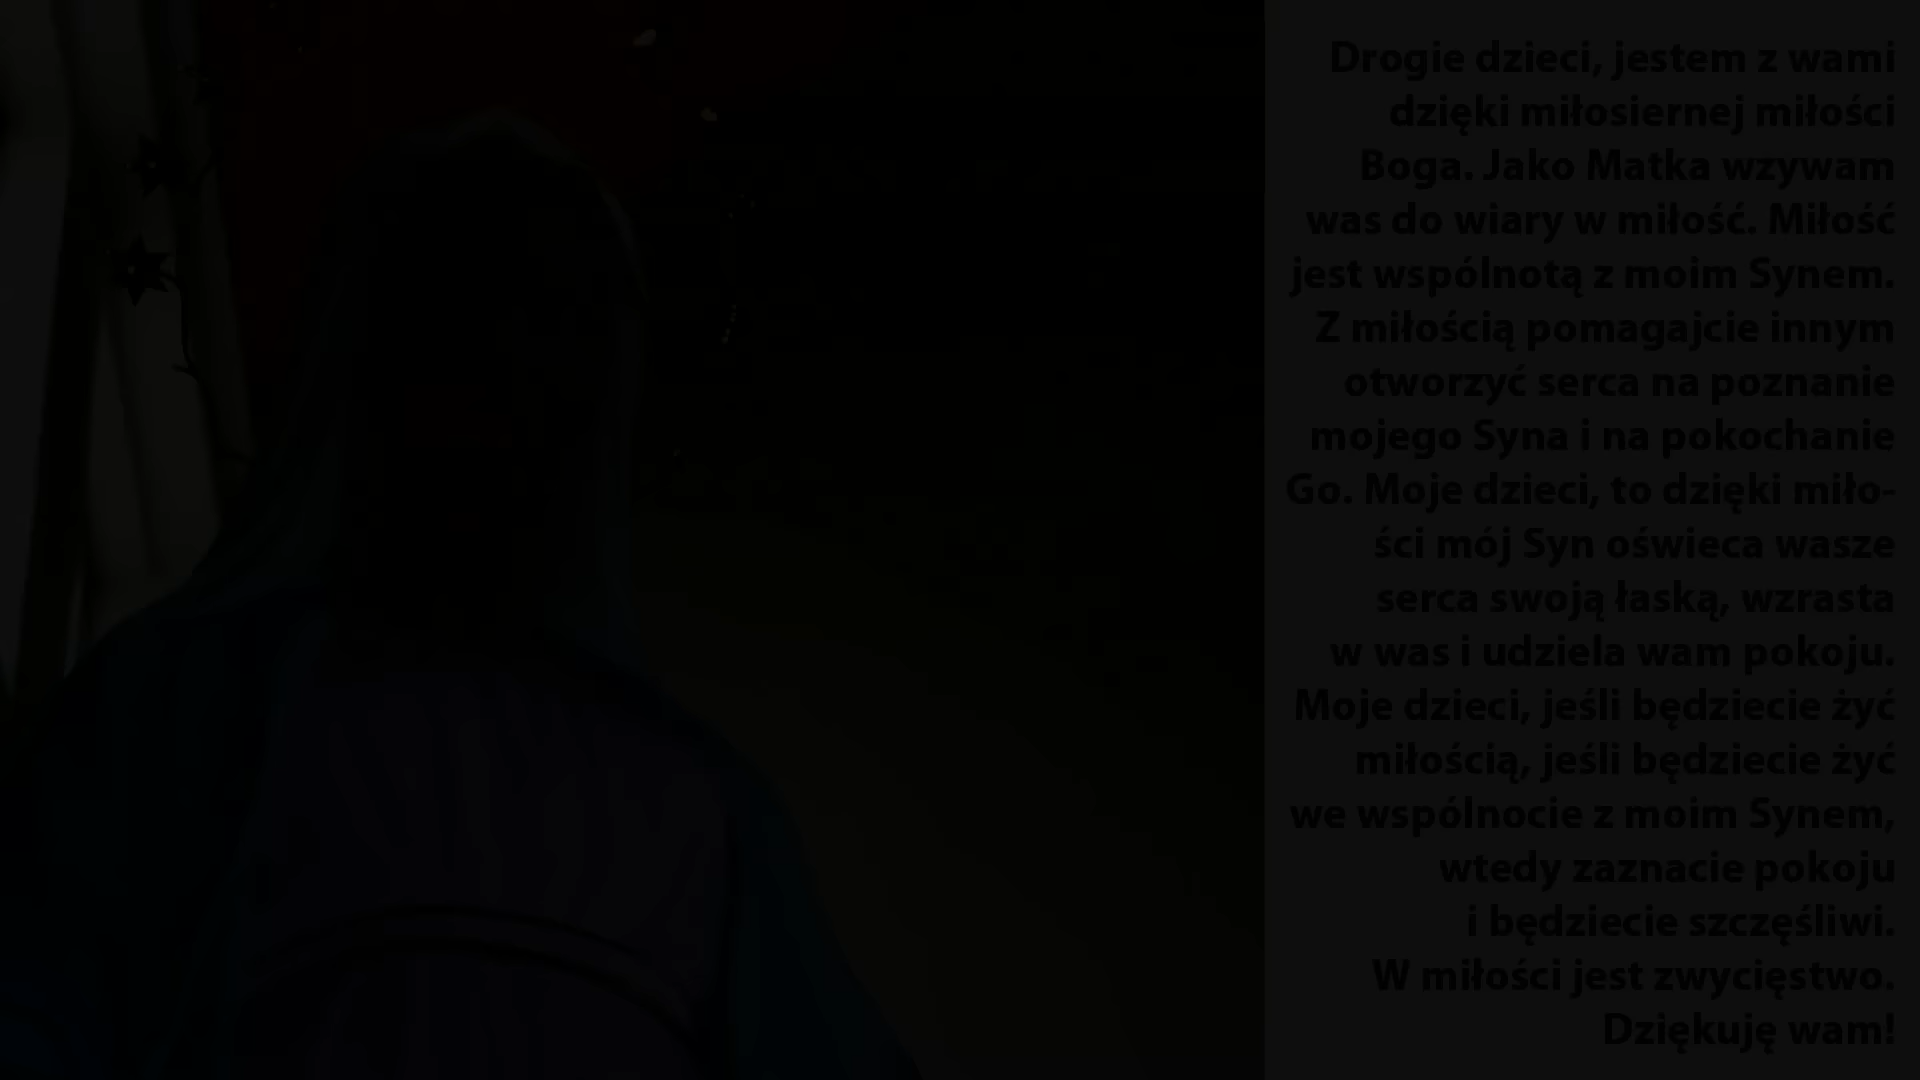 Drogie dzieci, jestem z wami
dzięki miłosiernej miłości
Boga. Jako Matka wzywam
was do wiary w miłość. Miłość
jest wspólnotą z moim Synem.
Z miłością pomagajcie innym
otworzyć serca na poznanie
mojego Syna i na pokochanie
Go. Moje dzieci, to dzięki miło-
ści mój Syn oświeca wasze
serca swoją łaską, wzrasta
w was i udziela wam pokoju.
Moje dzieci, jeśli będziecie żyć
miłością, jeśli będziecie żyć
we wspólnocie z moim Synem,
wtedy zaznacie pokoju
i będziecie szczęśliwi.
W miłości jest zwycięstwo.
Dziękuję wam!